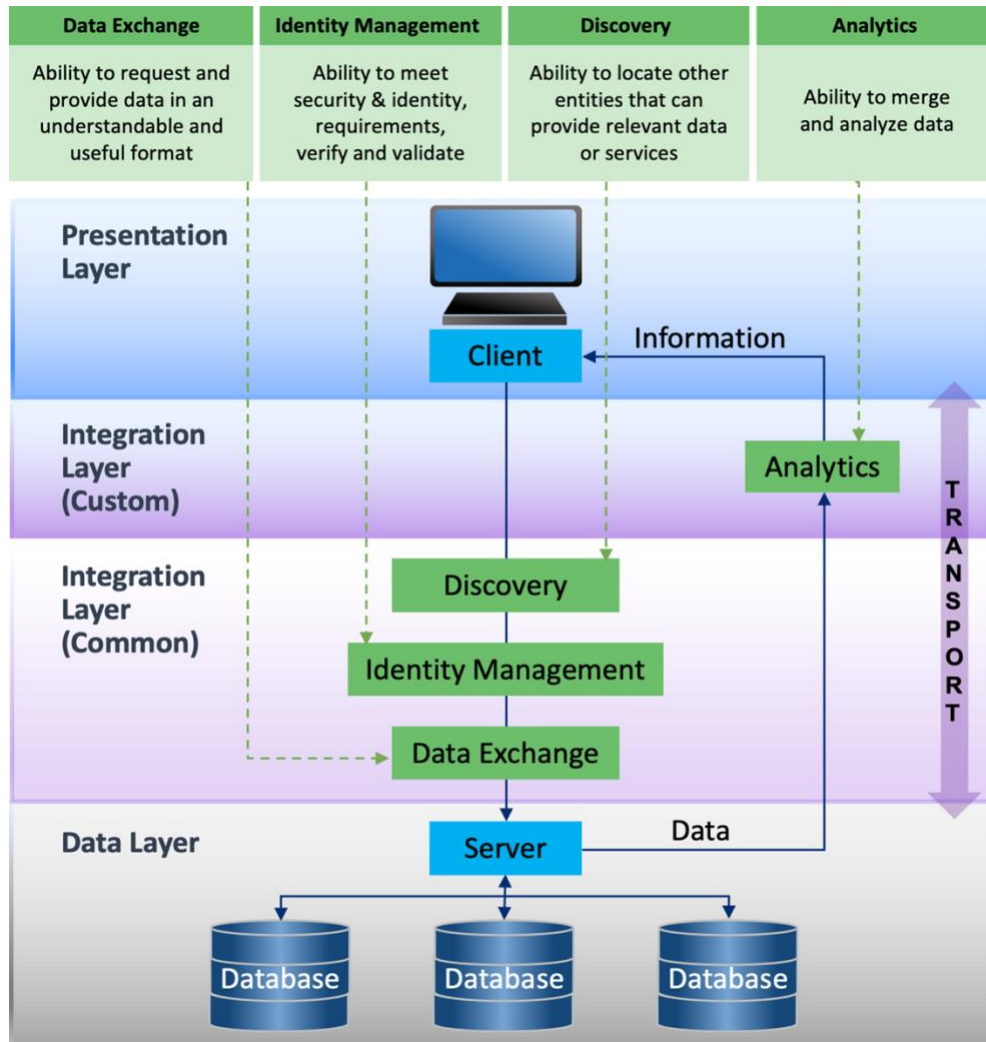 Data Exchange
Ability to request and
provide data in an
understandable and
useful format
Identity Management
Ability to meet
security & identity,
requirements,
verify and validate
Discovery
Ability to locate other
entities that can
provide relevant data
or services
Analytics
Ability to merge
and analyze data
Presentation
Layer
Client
Information
Integration
Layer
(Custom)
Analytics
TRANSPORT
Integration
Layer
(Common)
Discovery
Identity Management
Data Exchange
Data Layer
Server
Data
Database
Database
Database